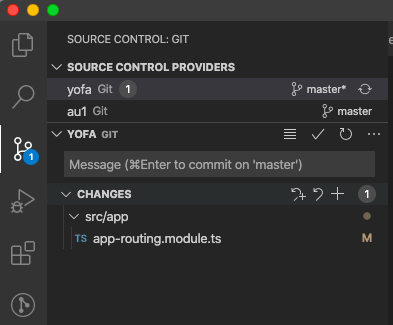 SOURCE CONTROL: GIT
SOURCE CONTROL PROVIDERS
yofa Git 1 master*
au1 Git master
1
YOFA GIT
Message (⌘Enter to commit on 'master')
CHANGES 1
src/app
TS app-routing.module.ts M